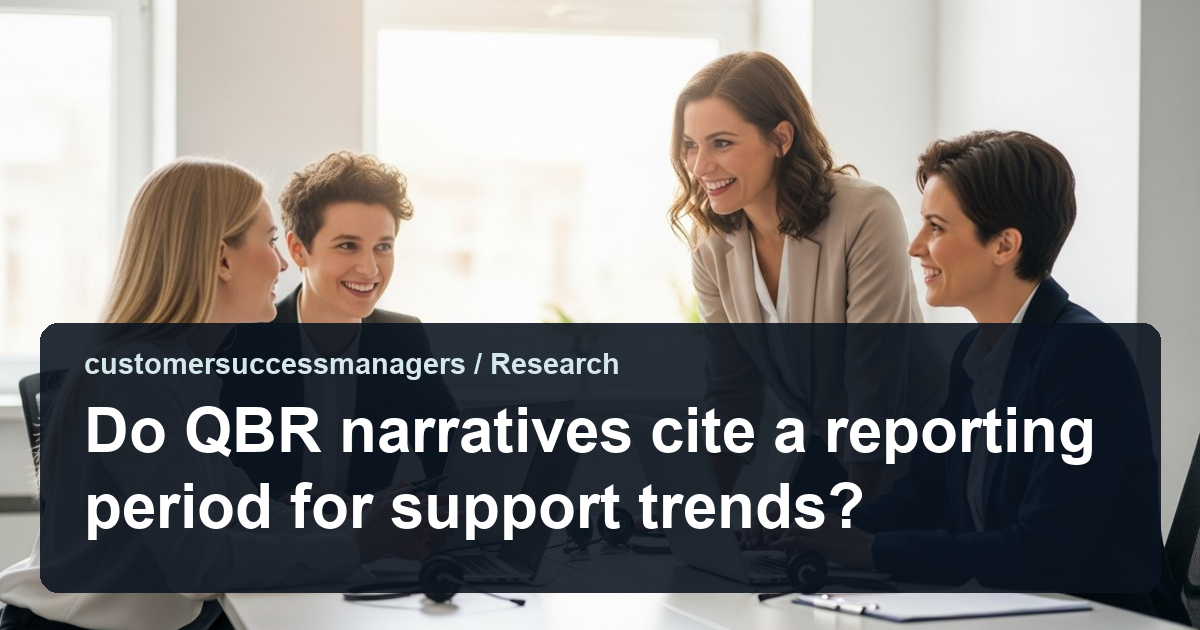 customersuccessmanagers / Research
Do QBR narratives cite a reporting
period for support trends?